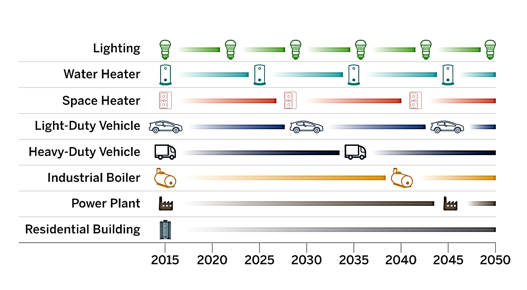 Lighting
Water Heater
Space Heater
Light-Duty Vehicle
Heavy-Duty Vehicle
Industrial Boiler
Power Plant
Residential Building
2015 2020 2025 2030 2035 2040 2045 2050